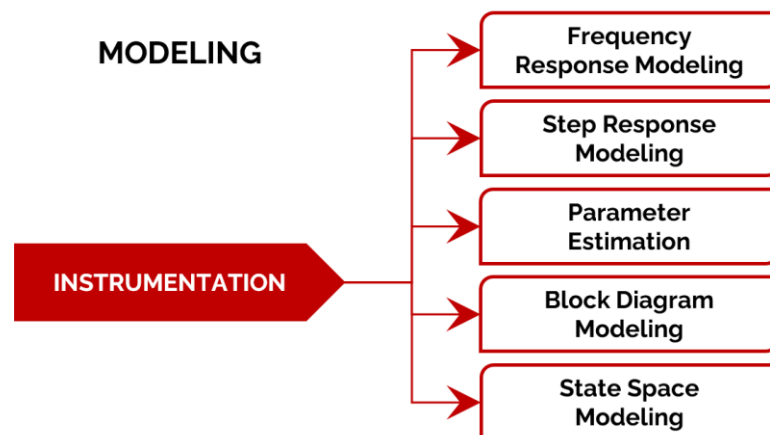 MODELING
Frequency
Response Modeling
Step Response
Modeling
Parameter
Estimation
INSTRUMENTATION
Block Diagram
Modeling
State Space
Modeling